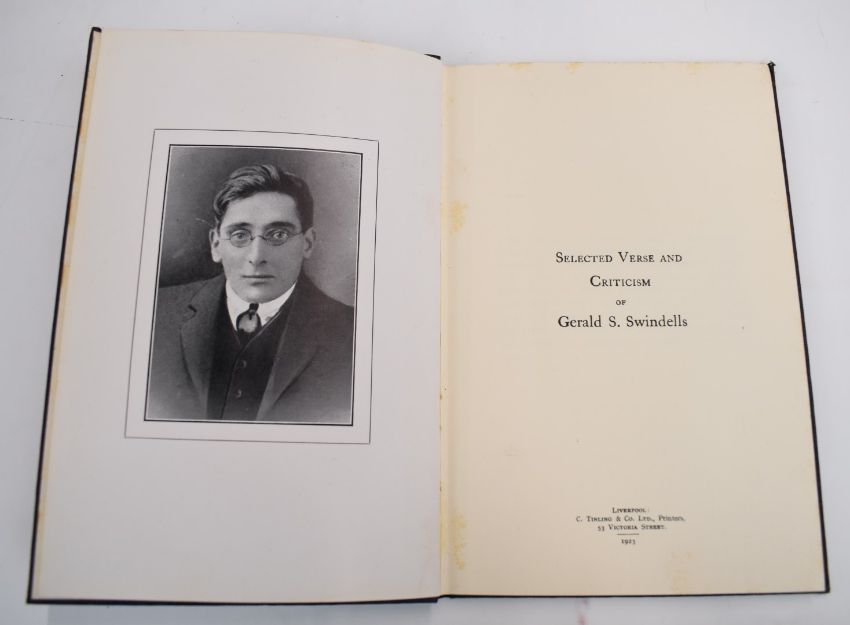 Selected Verse and
Criticism
of
Gerald S. Swindells
Liverpool:
C. Tinling & Co. Ltd., Printers,
53 Victoria Street.
1923